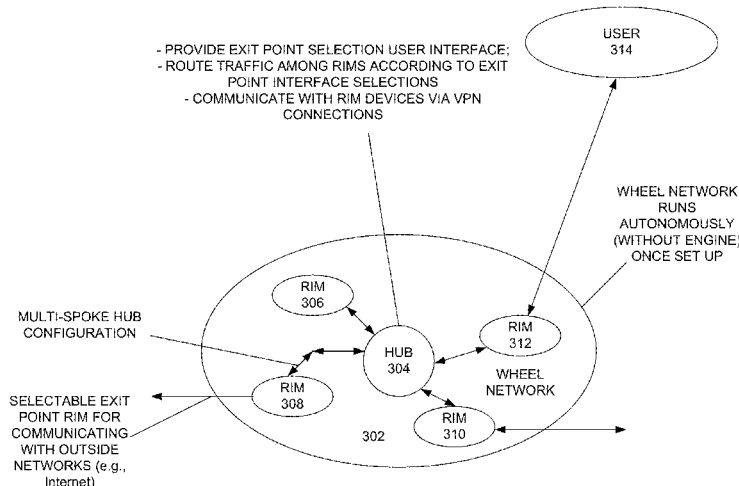 USER
314
- PROVIDE EXIT POINT SELECTION USER INTERFACE;
- ROUTE TRAFFIC AMONG RIMS ACCORDING TO EXIT
POINT INTERFACE SELECTIONS
- COMMUNICATE WITH RIM DEVICES VIA VPN
CONNECTIONS
WHEEL NETWORK
RUNS
AUTONOMOUSLY
(WITHOUT ENGINE)
ONCE SET UP
RIM
306
MULTI-SPOKE HUB
CONFIGURATION
RIM
312
HUB
304
WHEEL
NETWORK
RIM
308
SELECTABLE EXIT
POINT RIM FOR
COMMUNICATING
WITH OUTSIDE
NETWORKS (e.g.,
Internet)
RIM
310
302